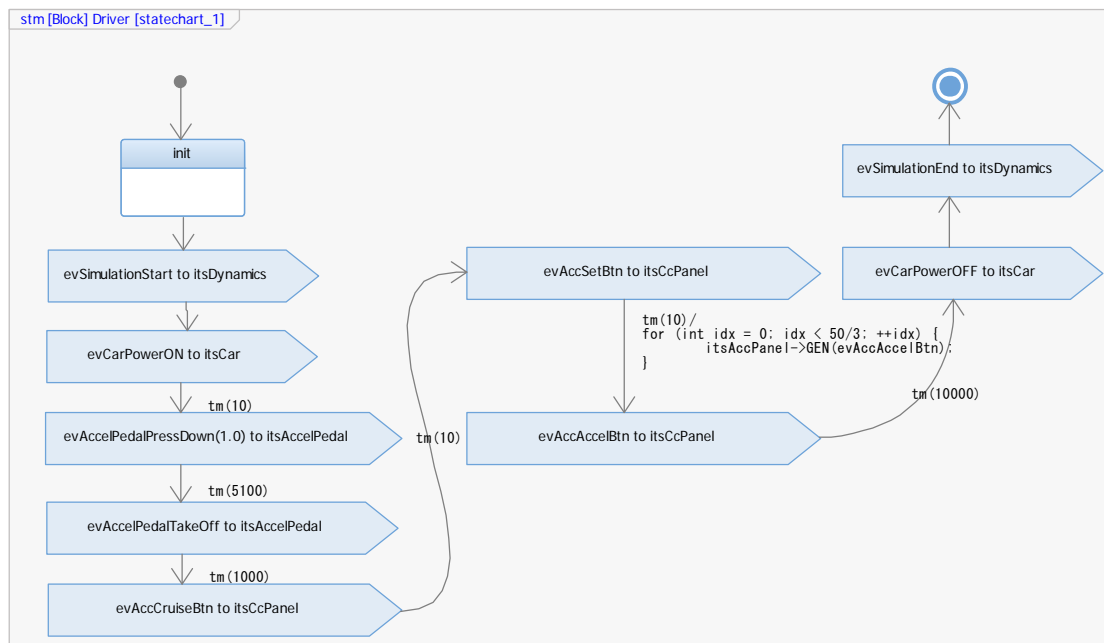 stm [Block] Driver [statechart_1]
init
evSimulationStart to itsDynamics
evCarPowerON to itsCar
tm(10)
evAccelPedalPressDown(1.0) to itsAccelPedal
tm(5100)
evAccelPedalTakeOff to itsAccelPedal
tm(1000)
evAccCruiseBtn to itsCcPanel
tm(10)
evAccSetBtn to itsCcPanel
tm(10)/
for (int idx = 0; idx < 50/3; ++idx) {
itsAccPanel->GEN(evAccAccelBtn);
}
evAccAccelBtn to itsCcPanel
tm(10000)
evCarPowerOFF to itsCar
evSimulationEnd to itsDynamics